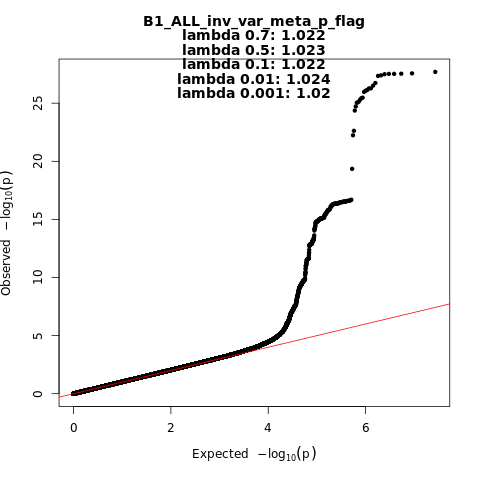 B1_ALL_inv_var_meta_p_flag
lambda 0.7: 1.022
lambda 0.5: 1.023
lambda 0.1: 1.022
lambda 0.01: 1.024
lambda 0.001: 1.02
25
20
15
10
5
0
Observed −log10(p)
0 2 4 6
Expected −log10(p)